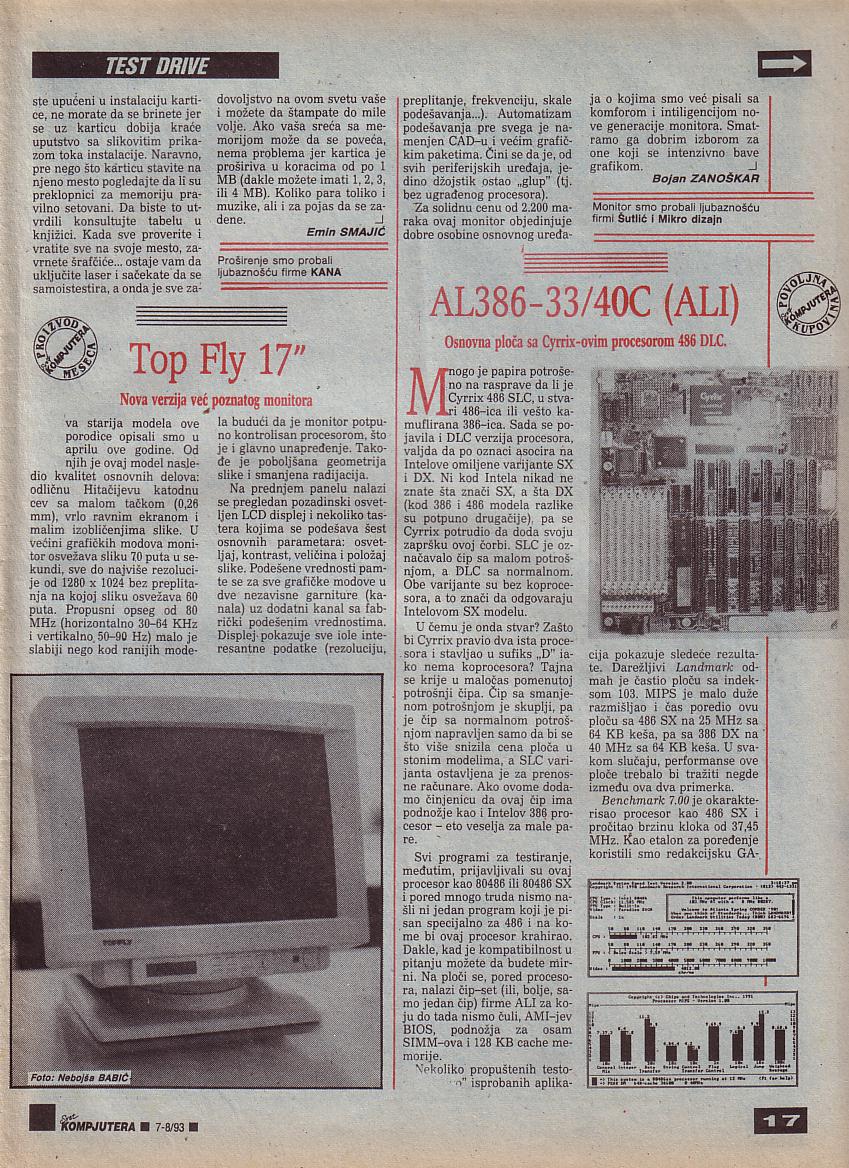 TEST DRIVE
ste upućeni u instalaciju karti-
ce, ne morate da se brinete jer
se uz karticu dobija kraće
uputstvo sa slikovitim prika-
zom toka instalacije. Naravno,
pre nego što karticu stavite na
njeno mesto pogledajte da li su
preklopnici za memoriju pra-
vilno setovani. Da biste to ut-
vrdili konsultujte tabelu u
knjižici. Kada sve proverite i
vratite sve na svoje mesto, za-
vrnete šrafčiće... ostaje vam da
uključite laser i sačekate da se
samoistestira, a onda je sve za-
dovoljstvo na ovom svetu vaše
i možete da štampate do mile
volje. Ako vaša sreća sa me-
morijom može da se poveća,
nema problema jer kartica je
proširiva u koracima od po 1
MB (dakle možete imati 1, 2, 3,
ili 4 MB). Koliko para toliko i
muzike, ali i za pojas da se za-
dene.
Emin SMAJIĆ
Proširenje smo probali
ljubaznošću firme KANA
PROIZVOD
KOMPJUTERA
MESECA
Top Fly 17"
Nova verzija već poznatog monitora
va starija modela ove
porodice opisali smo u
aprilu ove godine. Od
njih je ovaj model nasle-
dio kvalitet osnovnih delova:
odličnu Hitačijevu katodnu
cev sa malom tačkom (0,26
mm), vrlo ravnim ekranom i
malim izobličenjima slike. U
većini grafičkih modova moni-
tor osvežava sliku 70 puta u se-
kundi, sve do najviše rezoluci-
je od 1280 x 1024 bez preplita-
nja na kojoj sliku osvežava 60
puta. Propusni opseg od 80
MHz (horizontalno 30–64 KHz
i vertikalno 50–90 Hz) malo je
slabiji nego kod ranijih mode-
la budući da je monitor potpu-
no kontrolisan procesorom, što
je i glavno unapređenje. Tako-
đe je poboljšana geometrija
slike i smanjena radijacija.
Na prednjem panelu nalazi
se pregledan pozadinski osvet-
ljen LCD displej i nekoliko tas-
tera kojima se podešava šest
osnovnih parametara: osvet-
ljaj, kontrast, veličina i položaj
slike. Podešene vrednosti pam-
te se za sve grafičke modove u
dve nezavisne garniture (ka-
nala) uz dodatni kanal sa fab-
rički podešenim vrednostima.
Displej pokazuje sve iole inte-
resantne podatke (rezoluciju,
TOPFLY
Foto: Nebojša BABIĆ
preplitanje, frekvenciju, skale
podešavanja...). Automatizam
podešavanja pre svega je na-
menjen CAD-u i većim grafič-
kim paketima. Čini se da je, od
svih periferijskih uređaja, je-
dino džojstik ostao „glup" (tj.
bez ugrađenog procesora).
Za solidnu cenu od 2.200 ma-
raka ovaj monitor objedinjuje
dobre osobine osnovnog uređa-
ja o kojima smo već pisali sa
komforom i intiligencijom no-
ve generacije monitora. Smat-
ramo ga dobrim izborom za
one koji se intenzivno bave
grafikom.
Bojan ZANOŠKAR
Monitor smo probali ljubaznošću
firmi Šutlić i Mikro dizajn
AL386–33/40C (ALI)
Osnovna ploča sa Cyrrix-ovim procesorom 486 DLC.
POVOLJNA
KOMPJUTERA
KUPOVINA
Mnogo je papira potroše-
no na rasprave da li je
Cyrrix 486 SLC, u stva-
ri 486-ica ili vešto ka-
muflirana 386-ica. Sada se po-
javila i DLC verzija procesora,
valjda da po oznaci asocira na
Intelove omiljene varijante SX
i DX. Ni kod Intela nikad ne
znate šta znači SX, a šta DX
(kod 386 i 486 modela razlike
su potpuno drugačije), pa se
Cyrrix potrudio da doda svoju
zapršku ovoj čorbi. SLC je oz-
načavalo čip sa malom potroš-
njom, a DLC sa normalnom.
Obe varijante su bez koproce-
sora, a to znači da odgovaraju
Intelovom SX modelu.
U čemu je onda stvar? Zašto
bi Cyrrix pravio dva ista proce-
sora i stavljao u sufiks „D" ia-
ko nema koprocesora? Tajna
se krije u maločas pomenutoj
potrošnji čipa. Čip sa smanje-
nom potrošnjom je skuplji, pa
je čip sa normalnom potroš-
njom napravljen samo da bi se
što više snizila cena ploča u
stonim modelima, a SLC vari-
janta ostavljena je za prenos-
ne računare. Ako ovome doda-
mo činjenicu da ovaj čip ima
podnožje kao i Intelov 386 pro-
cesor – eto veselja za male pa-
re.
Svi programi za testiranje,
međutim, prijavljivali su ovaj
procesor kao 80486 ili 80486 SX
i pored mnogo truda nismo na-
šli ni jedan program koji je pi-
san specijalno za 486 i na ko-
me bi ovaj procesor krahirao.
Dakle, kad je kompatibilnost u
pitanju možete da budete mir-
ni. Na ploči se, pored proceso-
ra, nalazi čip-set (ili, bolje, sa-
mo jedan čip) firme ALI za ko-
ju do tada nismo čuli, AMI-jev
BIOS, podnožja za osam
SIMM-ova i 128 KB cache me-
morije.
Nekoliko propuštenih testo-
isprobanih aplika-
Cyrix
cija pokazuje sledeće rezulta-
te. Darežljivi Landmark od-
mah je častio ploču sa indek-
som 103. MIPS je malo duže
razmišljao i čas poredio ovu
ploču sa 486 SX na 25 MHz sa
64 KB keša, pa sa 386 DX na
40 MHz sa 64 KB keša. U sva-
kom slučaju, performanse ove
ploče trebalo bi tražiti negde
između ova dva primerka.
Benchmark 7.00 je okarakte-
risao procesor kao 486 SX i
pročitao brzinu kloka od 37,45
MHz. Kao etalon za poređenje
koristili smo redakcijsku GA-
Landmark System Speed Test Version 2.00
Copyright (c) Chips and Technologies Inc., 1991
Processor MIPS - Version 1.00
Svet
KOMPJUTERA 7-8/93
17